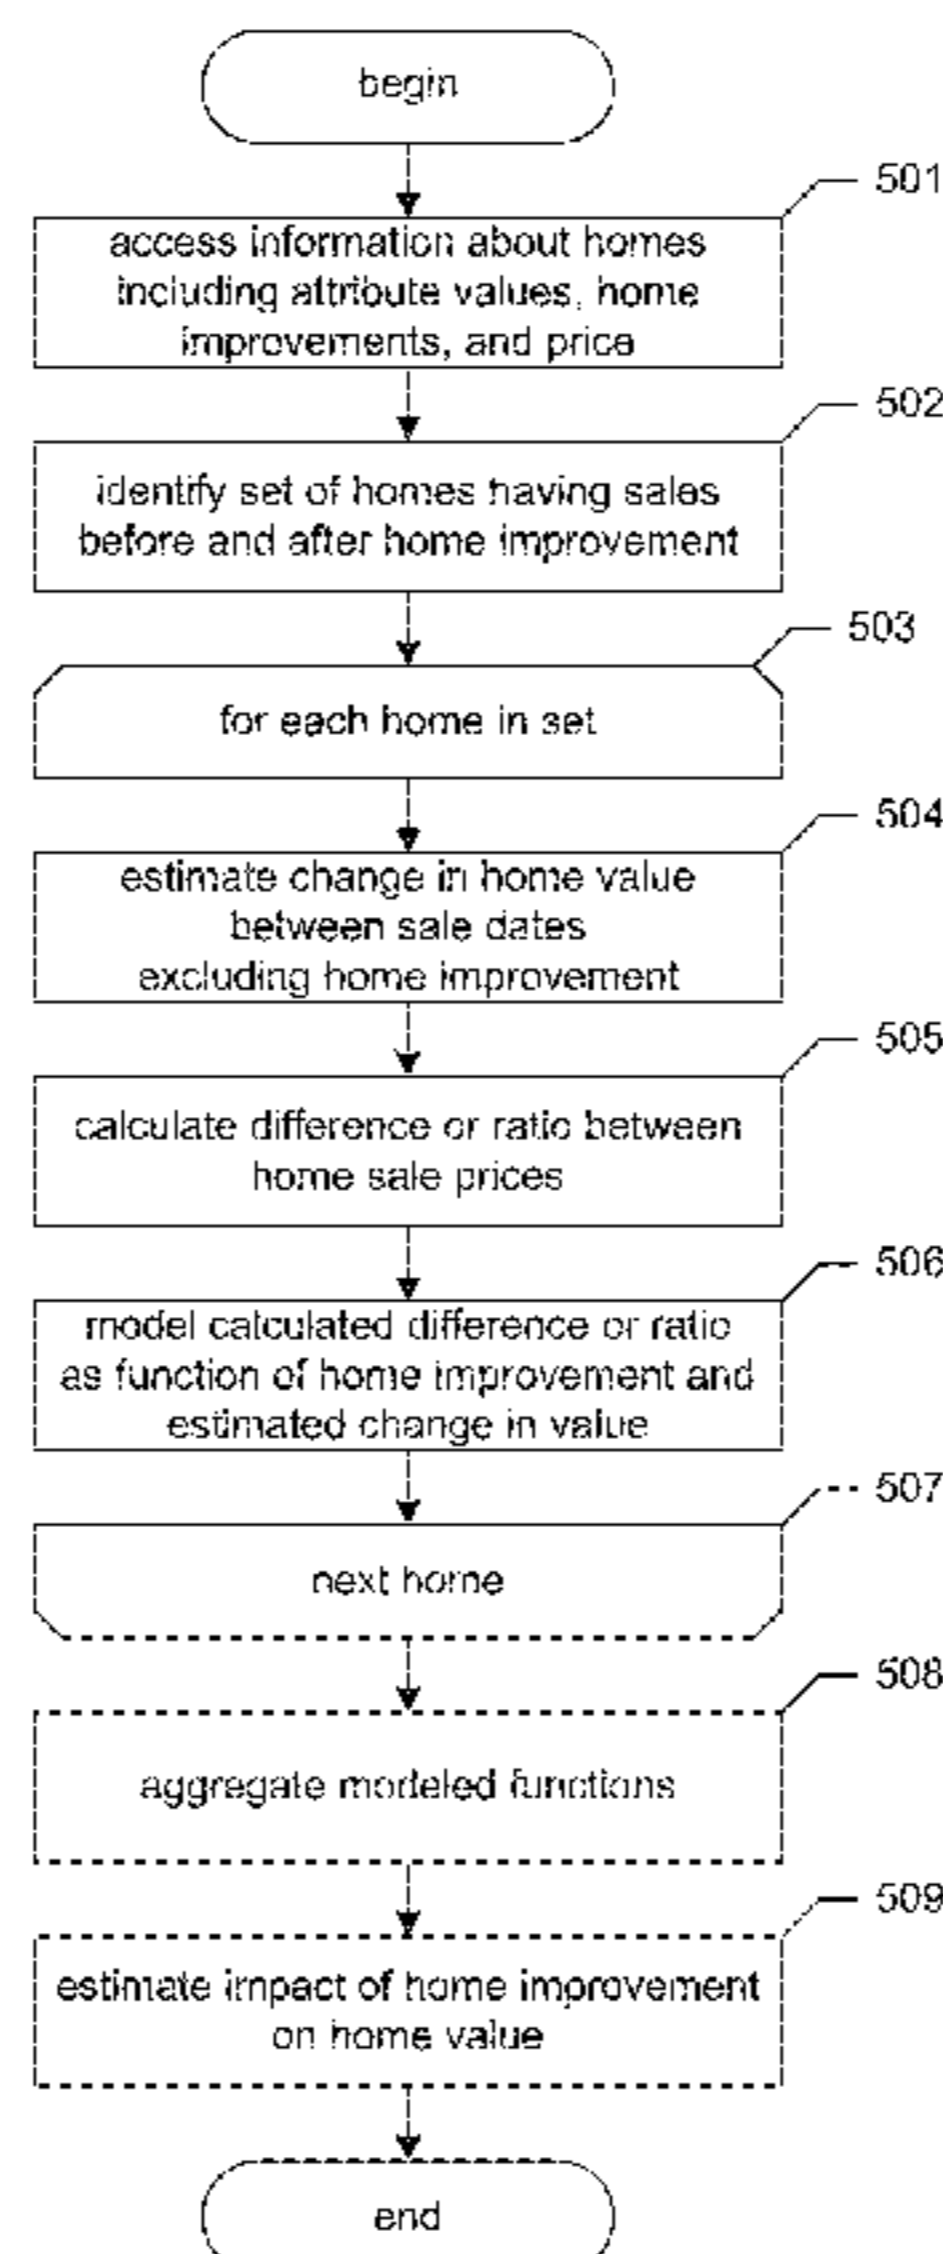 begin
501
access information about homes
including attribute values, home
improvements, and price
502
identify set of homes having sales
before and after home improvement
503
for each home in set
504
estimate change in home value
between sale dates
excluding home improvement
505
calculate difference or ratio between
home sale prices
506
model calculated difference or ratio
as function of home improvement and
estimated change in value
507
next home
508
aggregate modeled functions
509
estimate impact of home improvement
on home value
end